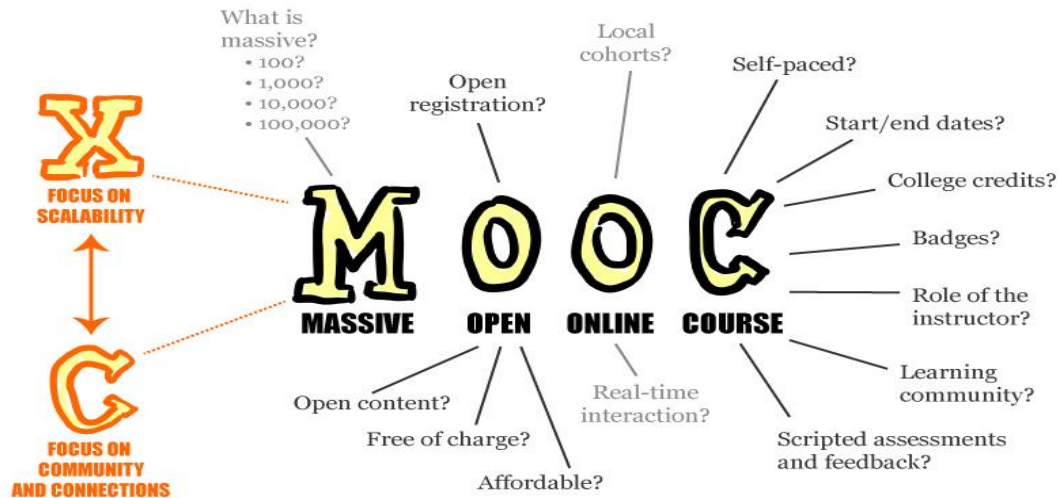 What is
massive?
• 100?
• 1,000?
• 10,000?
• 100,000?
Open
registration?
Local
cohorts?
Self-paced?
Start/end dates?
College credits?
Badges?
Role of the
instructor?
Learning
community?
Scripted assessments
and feedback?
X
FOCUS ON
SCALABILITY
C
FOCUS ON
COMMUNITY
AND CONNECTIONS
MOOC
MASSIVE OPEN ONLINE COURSE
Open content?
Free of charge?
Affordable?
Real-time
interaction?